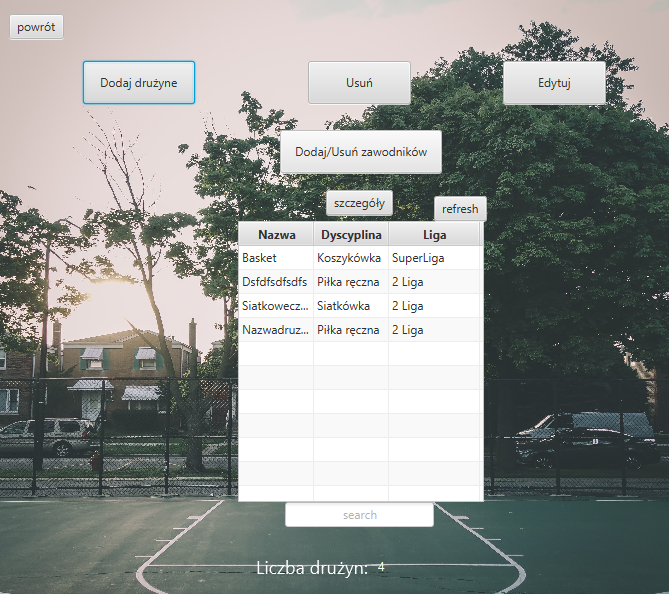 powrót
Dodaj drużyne Usuń Edytuj
Dodaj/Usuń zawodników
szczegóły refresh
Nazwa Dyscyplina Liga
Basket Koszykówka SuperLiga
Dsfdfsdfsdfs Piłka ręczna 2 Liga
Siatkowecz... Siatkówka 2 Liga
Nazwadruz... Piłka ręczna 2 Liga
search
Liczba drużyn: 4